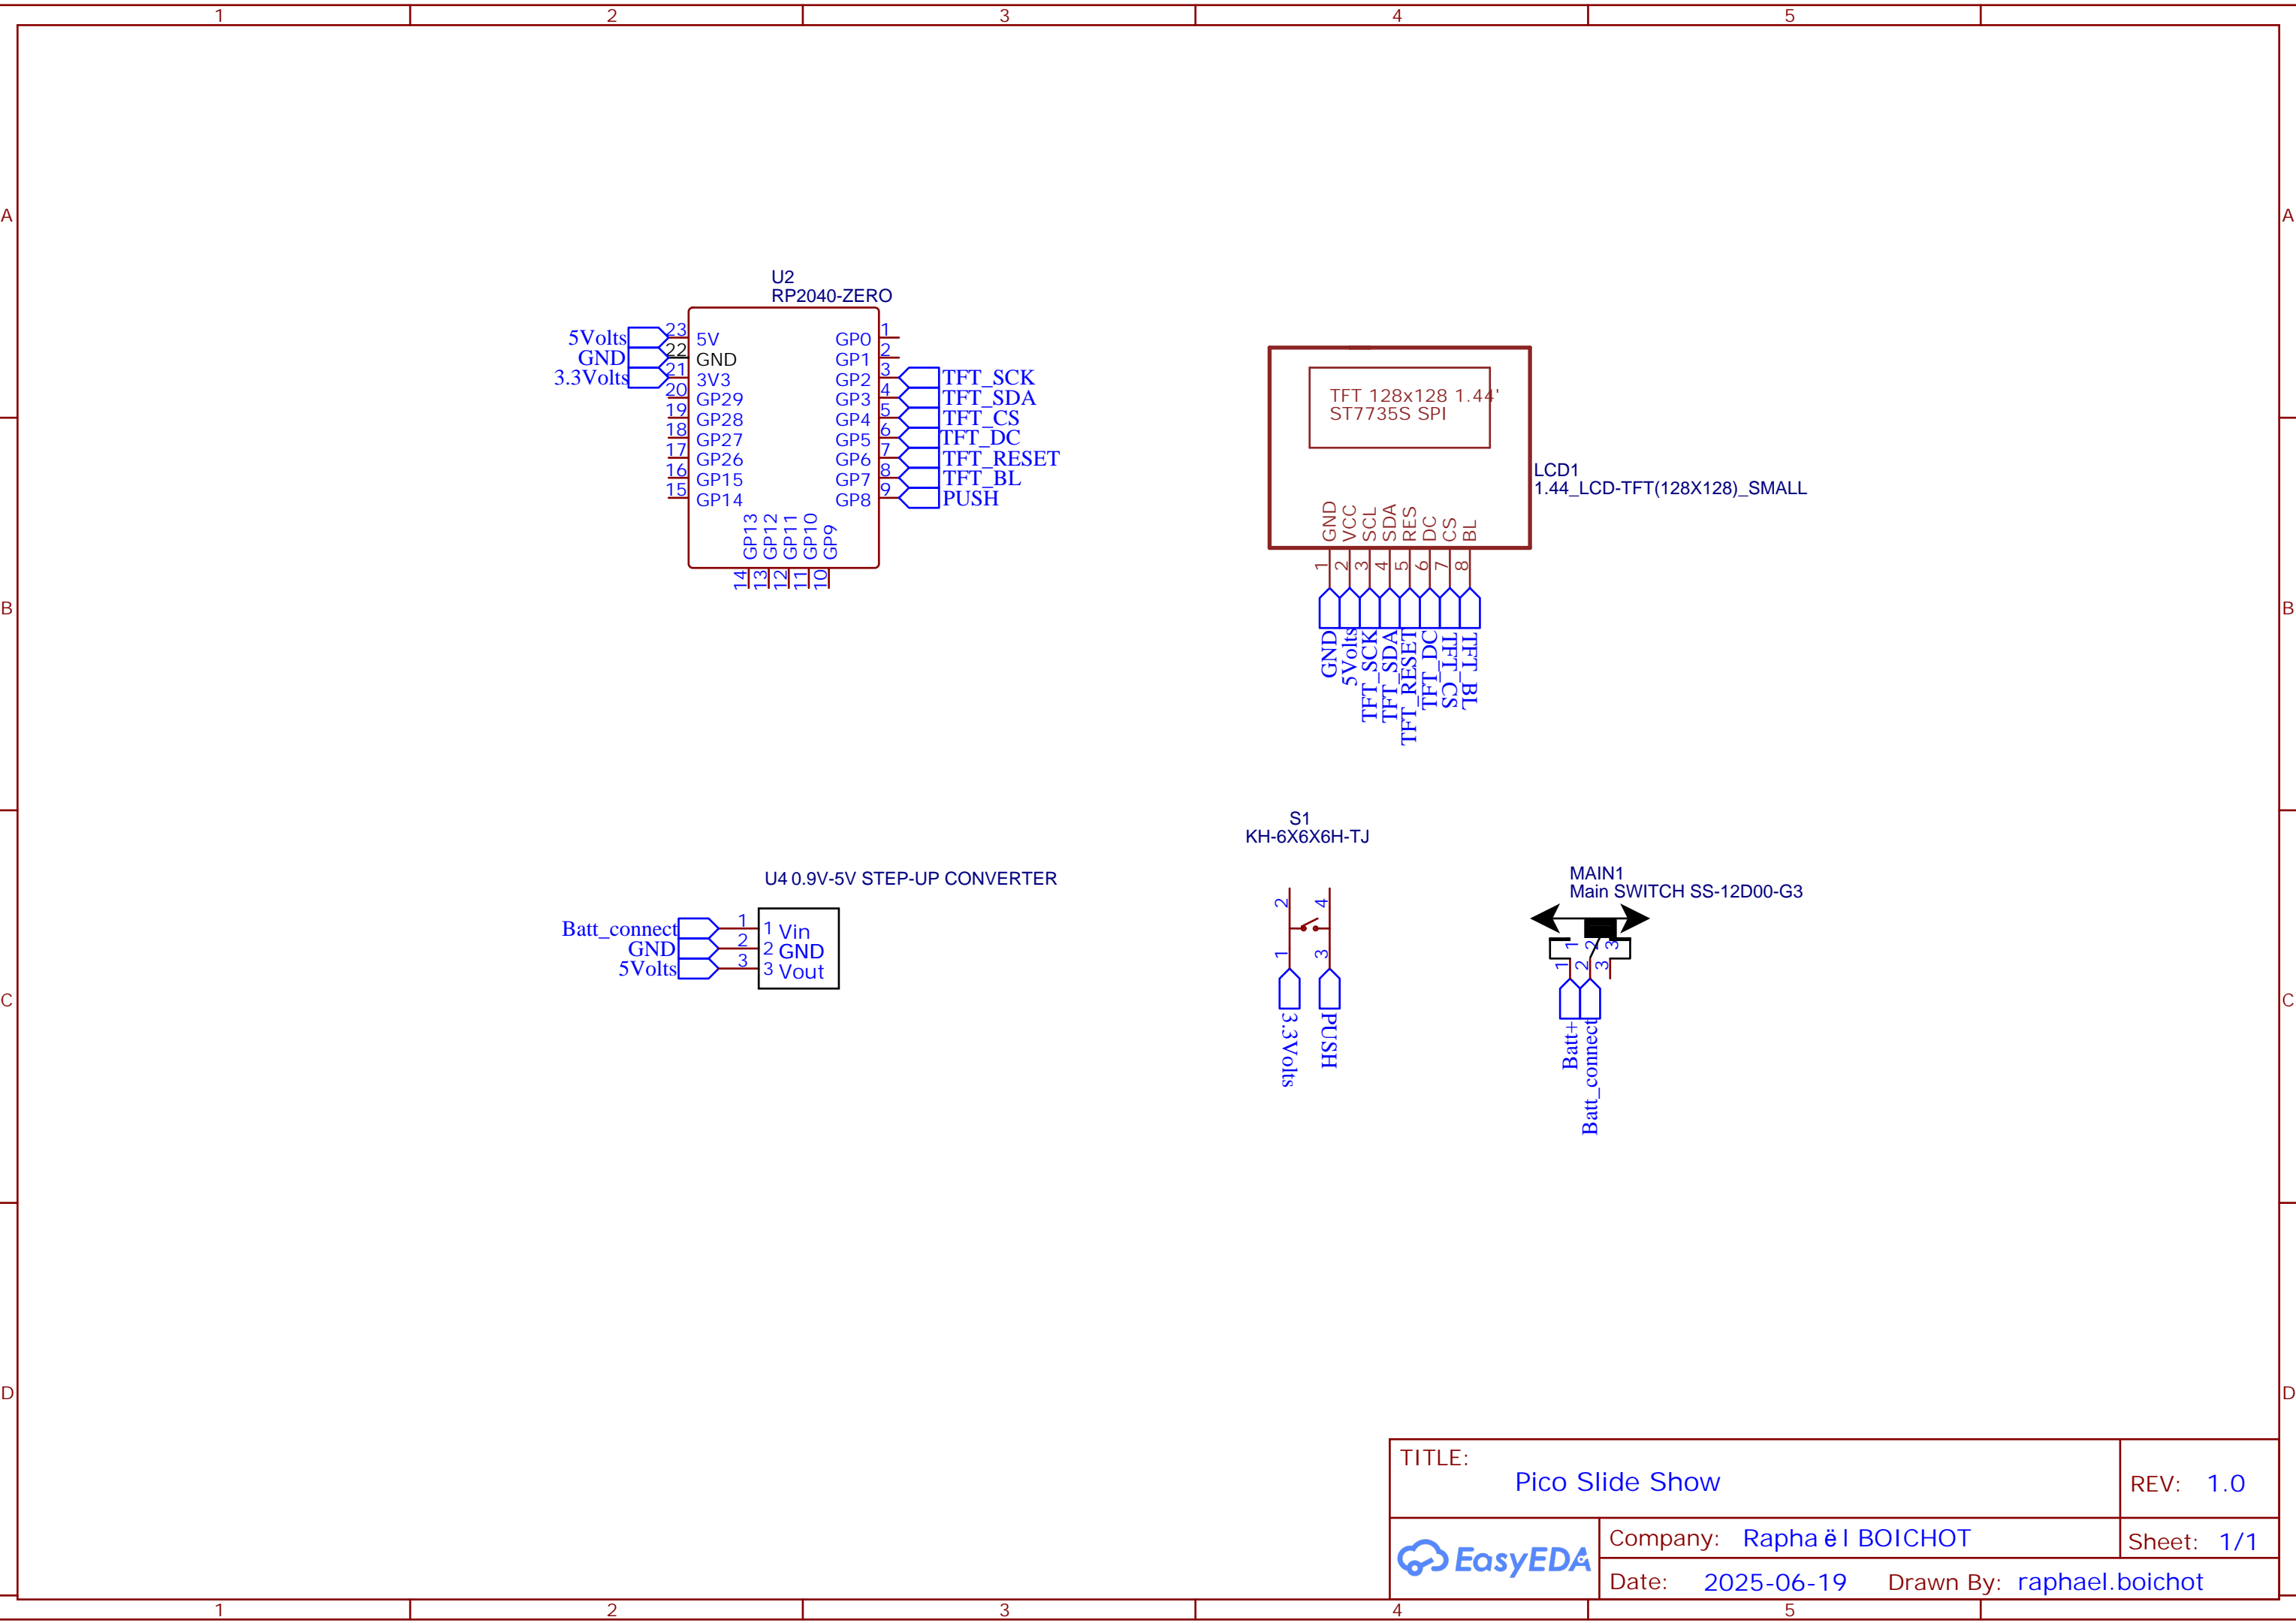 1 2 3 4 5
A A
B B
C C
D D
U2
RP2040-ZERO
5Volts 23 5V
GND 22 GND
3.3Volts 21 3V3
20 GP29
19 GP28
18 GP27
17 GP26
16 GP15
15 GP14
GP0 1
GP1 2
GP2 3 TFT_SCK
GP3 4 TFT_SDA
GP4 5 TFT_CS
GP5 6 TFT_DC
GP6 7 TFT_RESET
GP7 8 TFT_BL
GP8 9 PUSH
GP13 GP12 GP11 GP10 GP9
14 13 12 11 10
TFT 128x128 1.44'
ST7735S SPI
LCD1
1.44_LCD-TFT(128X128)_SMALL
GND VCC SCL SDA RES DC CS BL
1 2 3 4 5 6 7 8
GND 5Volts TFT_SCK TFT_SDA TFT_RESET TFT_DC TFT_CS TFT_BL
U4 0.9V-5V STEP-UP CONVERTER
Batt_connect 1 1 Vin
GND 2 2 GND
5Volts 3 3 Vout
S1
KH-6X6X6H-TJ
2 4
1 3
3.3Volts PUSH
MAIN1
Main SWITCH SS-12D00-G3
1 2 3
1 2 3
Batt+ Batt_connect
TITLE:
Pico Slide Show
REV: 1.0
EasyEDA
Company: Raphaël BOICHOT
Sheet: 1/1
Date: 2025-06-19 Drawn By: raphael.boichot
1 2 3 4 5